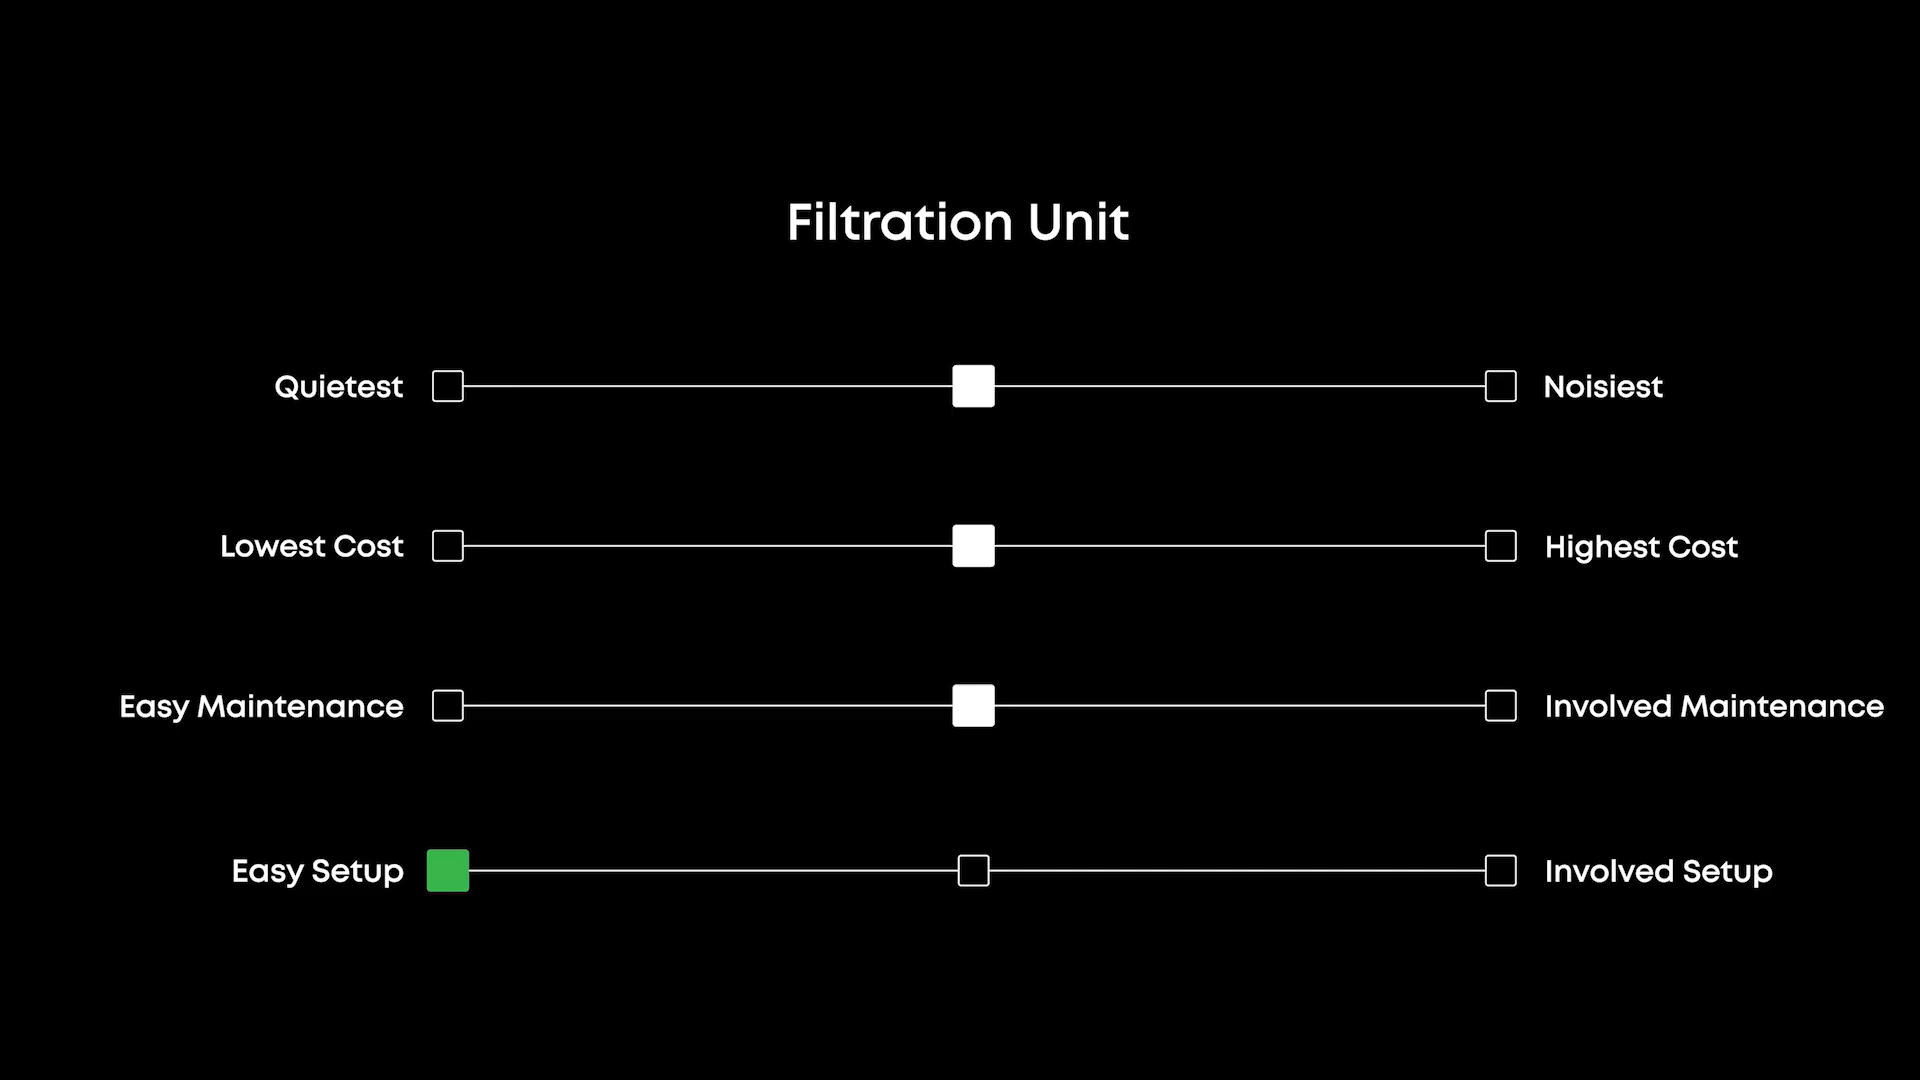 Filtration Unit
Quietest Noisiest
Lowest Cost Highest Cost
Easy Maintenance Involved Maintenance
Easy Setup Involved Setup